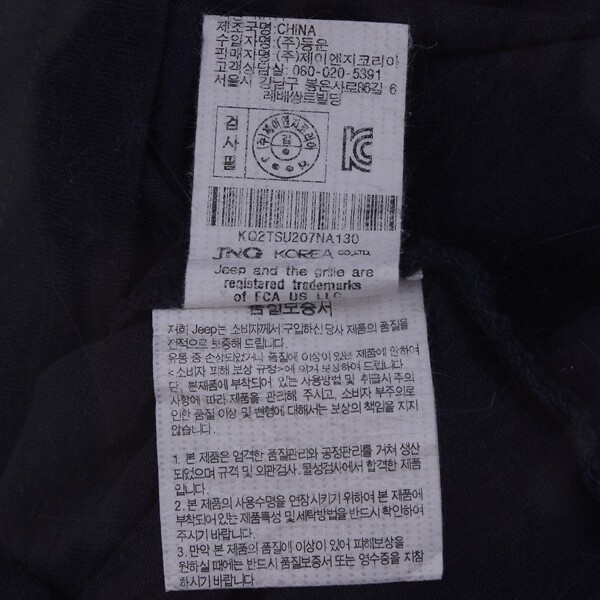 제조국명:CHINA
수입자명:(주)동운
판매자명:(주)제이엔지코리아
고객상담실: 060-020-5391
서울시 강남구 봉은사로86길 6
레베쌍트빌딩
검사필
(주)제이엔지코리아
검
KC
KQ2TSU207NA130
JNG KOREA CO.,LTD.
Jeep and the grille are
registered trademarks
of FCA US LLC
품질보증서
저희 Jeep는 소비자께서 구입하신 당사 제품의 품질을
전적으로 보증해 드립니다.
유통 중 손상되었거나 품질에 이상이 있는 제품에 한하여
<소비자 피해 보상 규정>에 의거 보상하여 드립니다.
단, 본제품에 부착되어 있는 사용방법 및 취급시 주의
사항에 따라 제품을 관리해 주시고, 소비자 부주의로
인한 품질 이상 및 변형에 대해서는 보상의 책임을 지지
않습니다.
1. 본 제품은 엄격한 품질관리와 공정관리를 거쳐 생산
되었으며 규격 및 외관검사, 물성검사에서 합격한 제품
입니다.
2. 본 제품의 사용수명을 연장시키기 위하여 본 제품에
부착되어 있는 제품특성 및 세탁방법을 반드시 확인하여
주시기 바랍니다.
3. 만약 본 제품의 품질에 이상이 있어 피해보상을
원하실 때에는 반드시 품질보증서 또는 영수증을 지참
하시기 바랍니다.